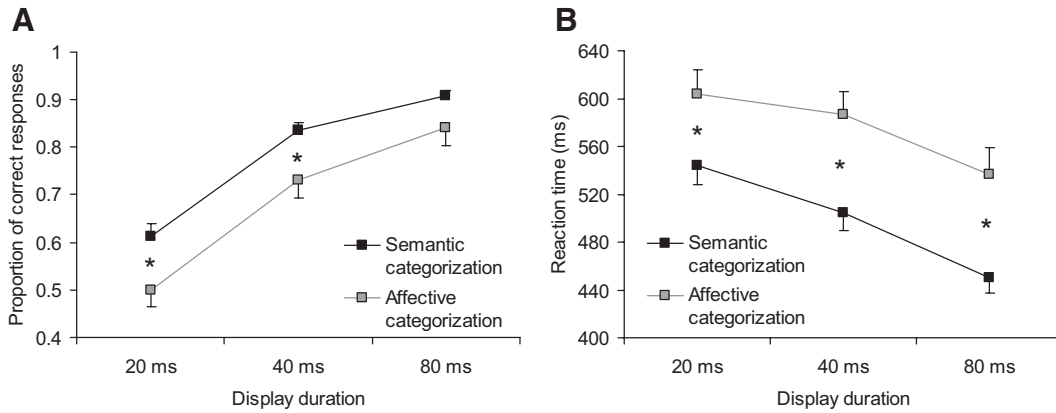 A
Proportion of correct responses
1
0.9
0.8
0.7
0.6
0.5
0.4
*
*
Semantic
categorization
Affective
categorization
20 ms
40 ms
80 ms
Display duration
B
Reaction time (ms)
640
600
560
520
480
440
400
*
*
*
Semantic
categorization
Affective
categorization
20 ms
40 ms
80 ms
Display duration